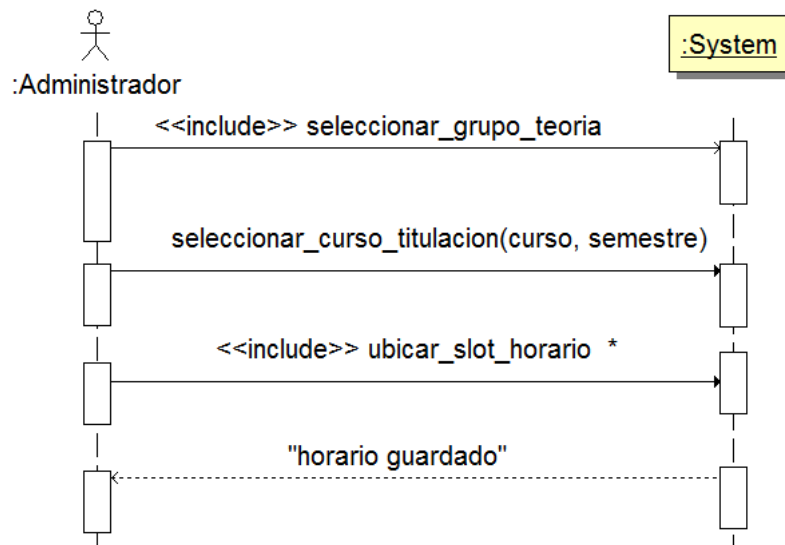 :Administrador
:System
<<include>> seleccionar_grupo_teoria
seleccionar_curso_titulacion(curso, semestre)
<<include>> ubicar_slot_horario *
"horario guardado"